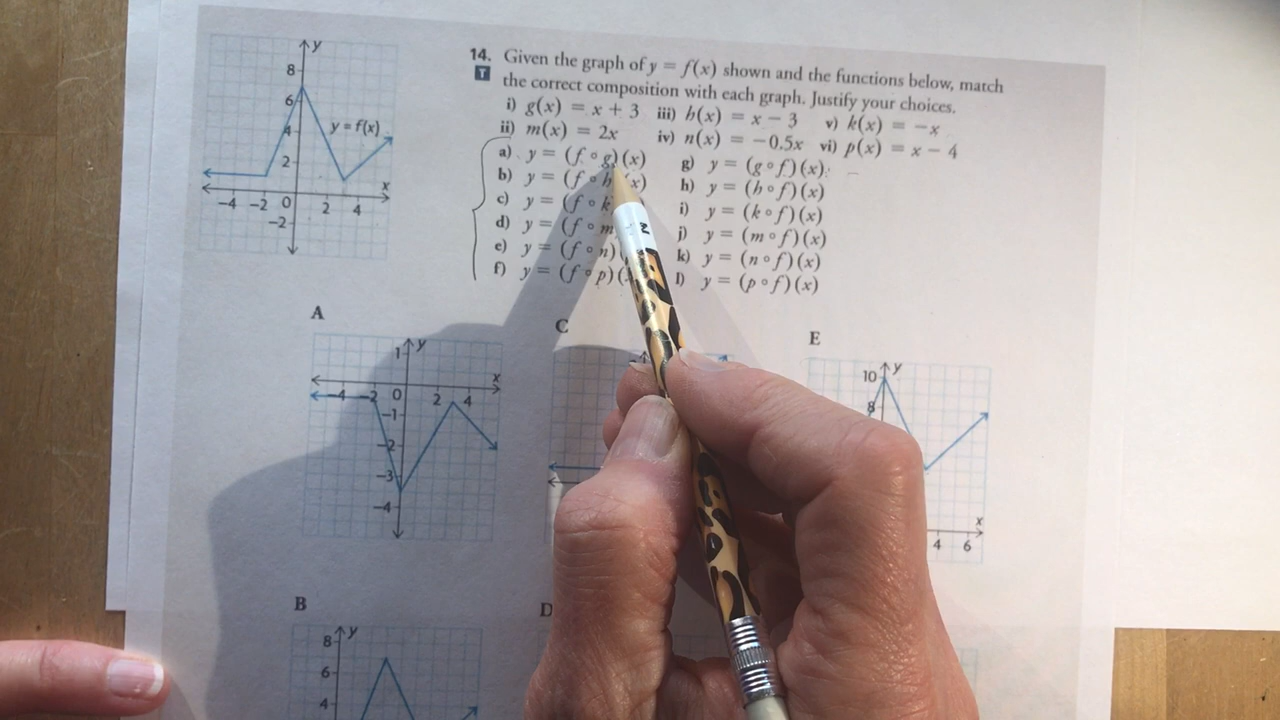 14. Given the graph of y = f(x) shown and the functions below, match
T the correct composition with each graph. Justify your choices.
i) g(x) = x + 3 iii) h(x) = x − 3 v) k(x) = −x
ii) m(x) = 2x iv) n(x) = −0.5x vi) p(x) = x − 4
a) y = (f ∘ g)(x) g) y = (g ∘ f)(x)
b) y = (f ∘ h)(x) h) y = (h ∘ f)(x)
c) y = (f ∘ k i) y = (k ∘ f)(x)
d) y = (f ∘ m j) y = (m ∘ f)(x)
e) y = (f ∘ n)( k) y = (n ∘ f)(x)
f) y = (f ∘ p)( l) y = (p ∘ f)(x)
y
8
6
4 y = f(x)
2
x
−4 −2 0 2 4
−2
A
1 y
x
−4 −2 0 2 4
−1
−2
−3
−4
C
E
10 y
8
x
4 6
B
8 y
6
4
D